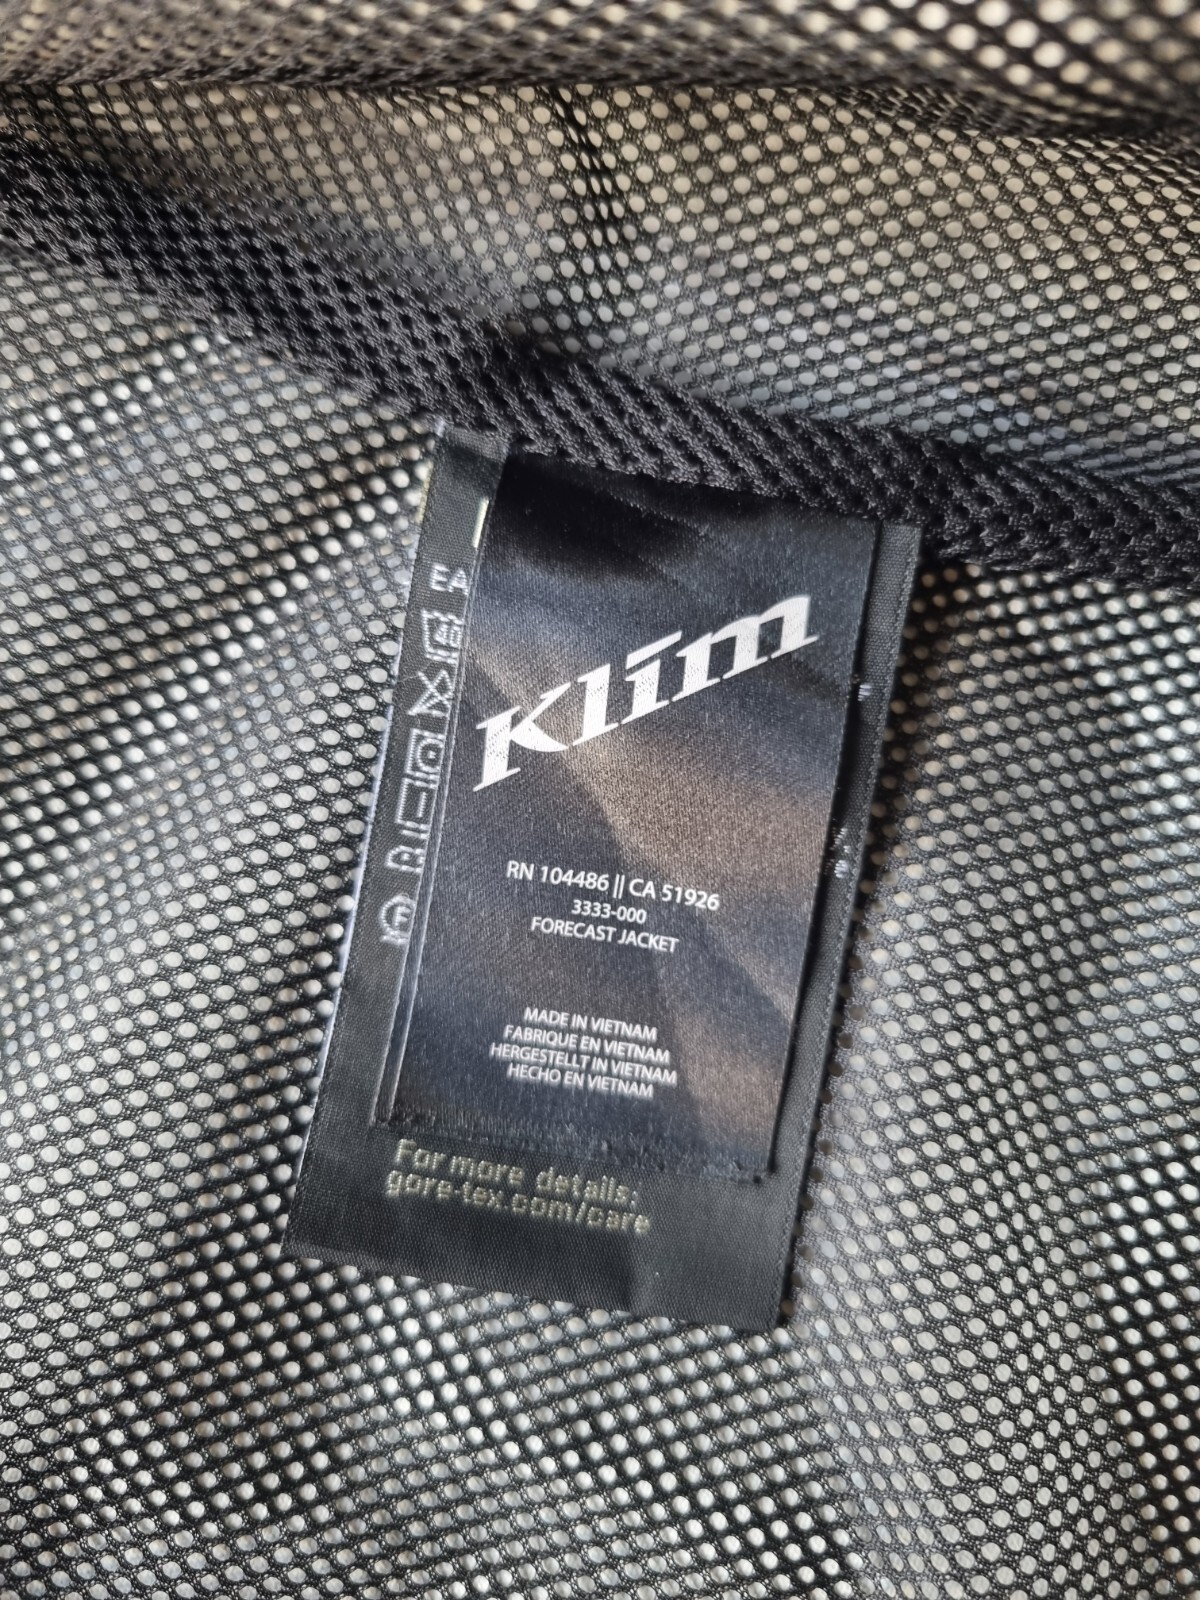 Klim
RN 104486 || CA 51926
3333-000
FORECAST JACKET
MADE IN VIETNAM
FABRIQUE EN VIETNAM
HERGESTELLT IN VIETNAM
HECHO EN VIETNAM
For more details:
gore-tex.com/care